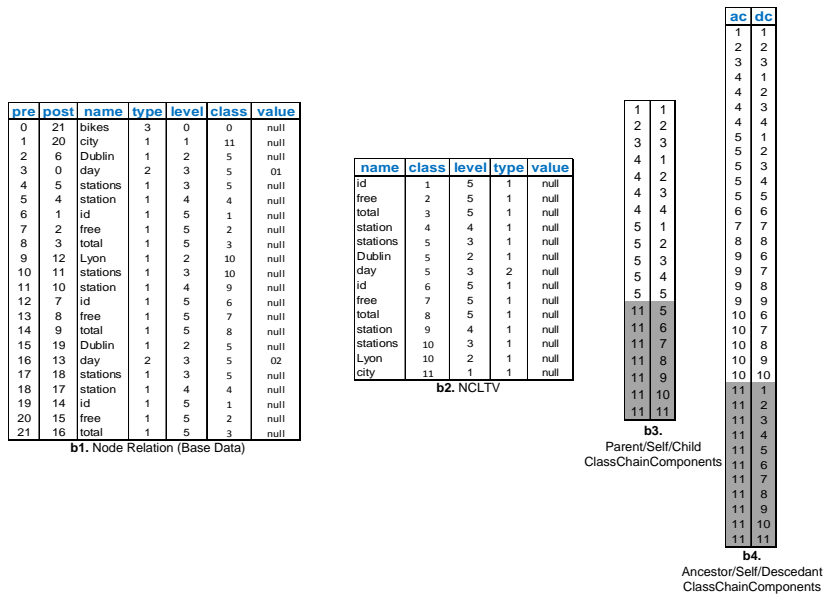 pre post name type level class value
0 21 bikes 3 0 0 null
1 20 city 1 1 11 null
2 6 Dublin 1 2 5 null
3 0 day 2 3 5 01
4 5 stations 1 3 5 null
5 4 station 1 4 4 null
6 1 id 1 5 1 null
7 2 free 1 5 2 null
8 3 total 1 5 3 null
9 12 Lyon 1 2 10 null
10 11 stations 1 3 10 null
11 10 station 1 4 9 null
12 7 id 1 5 6 null
13 8 free 1 5 7 null
14 9 total 1 5 8 null
15 19 Dublin 1 2 5 null
16 13 day 2 3 5 02
17 18 stations 1 3 5 null
18 17 station 1 4 4 null
19 14 id 1 5 1 null
20 15 free 1 5 2 null
21 16 total 1 5 3 null
b1. Node Relation (Base Data)
name class level type value
id 1 5 1 null
free 2 5 1 null
total 3 5 1 null
station 4 4 1 null
stations 5 3 1 null
Dublin 5 2 1 null
day 5 3 2 null
id 6 5 1 null
free 7 5 1 null
total 8 5 1 null
station 9 4 1 null
stations 10 3 1 null
Lyon 10 2 1 null
city 11 1 1 null
b2. NCLTV
1 1
2 2
3 3
4 1
4 2
4 3
4 4
5 1
5 2
5 3
5 4
5 5
11 5
11 6
11 7
11 8
11 9
11 10
11 11
b3.
Parent/Self/Child
ClassChainComponents
ac dc
1 1
2 2
3 3
4 1
4 2
4 3
4 4
5 1
5 2
5 3
5 4
5 5
6 6
7 7
8 8
9 6
9 7
9 8
9 9
10 6
10 7
10 8
10 9
10 10
11 1
11 2
11 3
11 4
11 5
11 6
11 7
11 8
11 9
11 10
11 11
b4.
Ancestor/Self/Descedant
ClassChainComponents